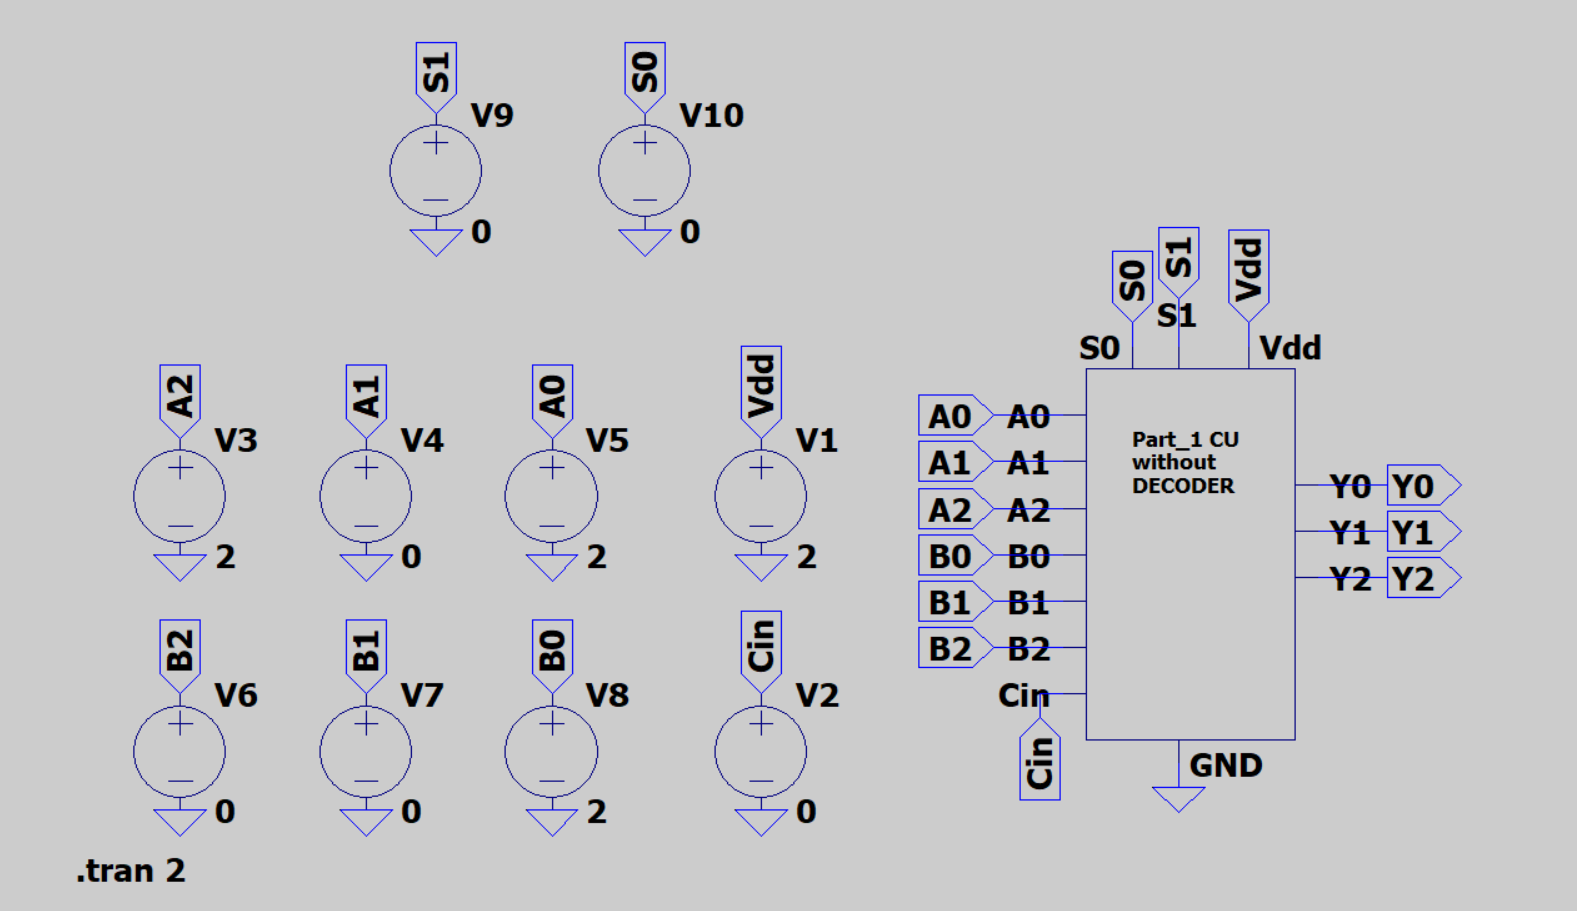 S1
S0
V9
V10
0
0
S0
S1
Vdd
S1
S0
Vdd
A2
A1
A0
Vdd
V3
V4
V5
V1
2
0
2
2
A0 A0
A1 A1
A2 A2
B0 B0
B1 B1
B2 B2
Cin
Cin
Part_1 CU
without
DECODER
Y0 Y0
Y1 Y1
Y2 Y2
GND
B2
B1
B0
Cin
V6
V7
V8
V2
0
0
2
0
.tran 2